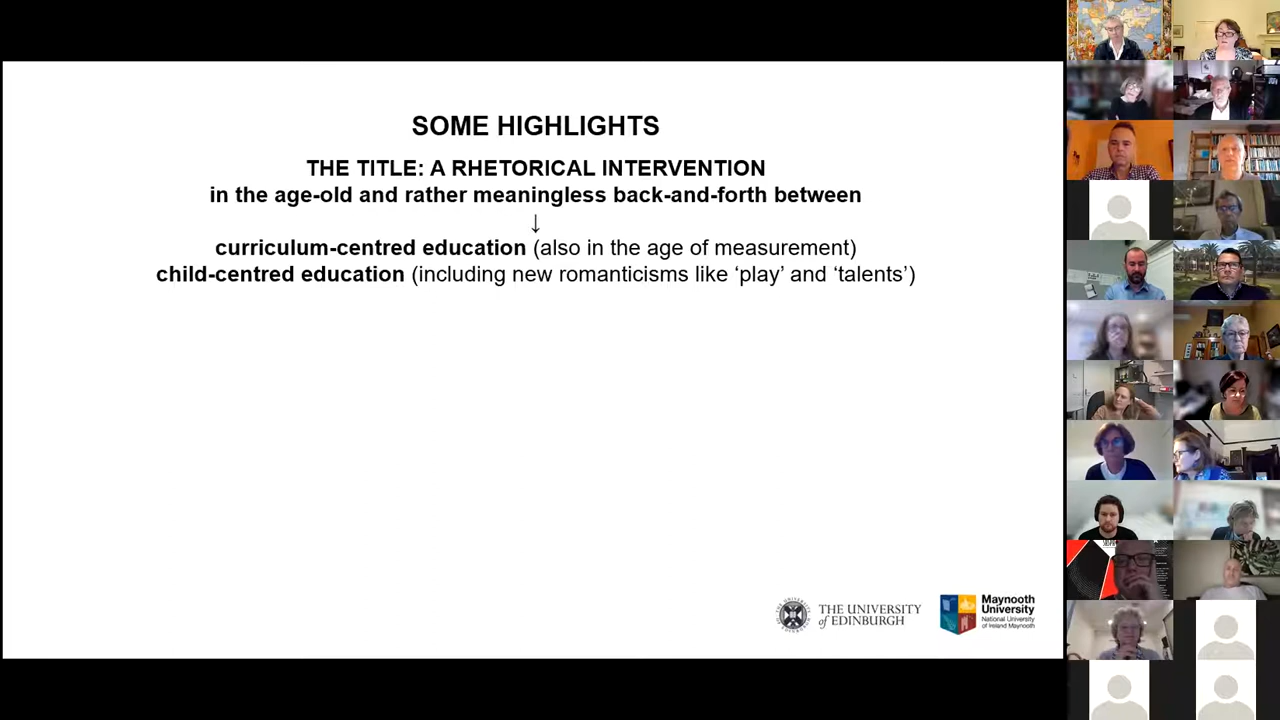 SOME HIGHLIGHTS
THE TITLE: A RHETORICAL INTERVENTION
in the age-old and rather meaningless back-and-forth between
↓
curriculum-centred education (also in the age of measurement)
child-centred education (including new romanticisms like ‘play’ and ‘talents’)
THE UNIVERSITY
of EDINBURGH
Maynooth
University
National University
of Ireland Maynooth